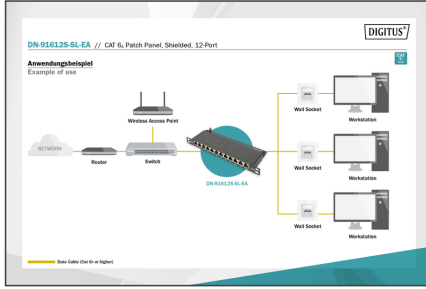 DIGITUS®
DN-91612S-SL-EA // CAT 6A Patch Panel, Shielded, 12-Port
CAT
Anwendungsbeispiel
Example of use
Wireless Access Point
NETWORK
Router
Switch
DN-91612S-SL-EA
Wall Socket
Workstation
Wall Socket
Workstation
Wall Socket
Workstation
Data Cable (Cat 6A or higher)